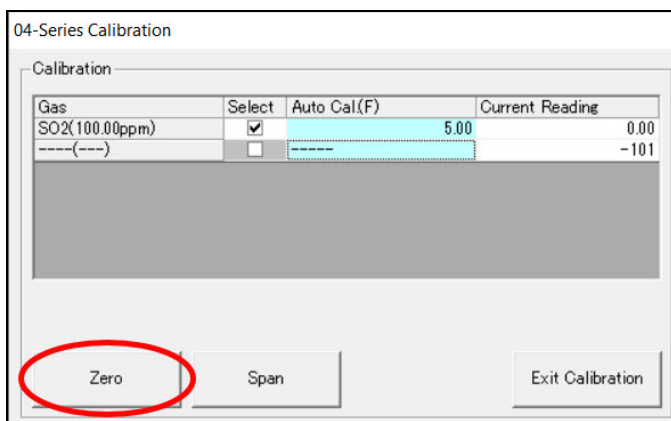 04-Series Calibration
Calibration
Gas Select Auto Cal.(F) Current Reading
SO2(100.00ppm) 5.00 0.00
----(---) ----- -101
Zero Span Exit Calibration